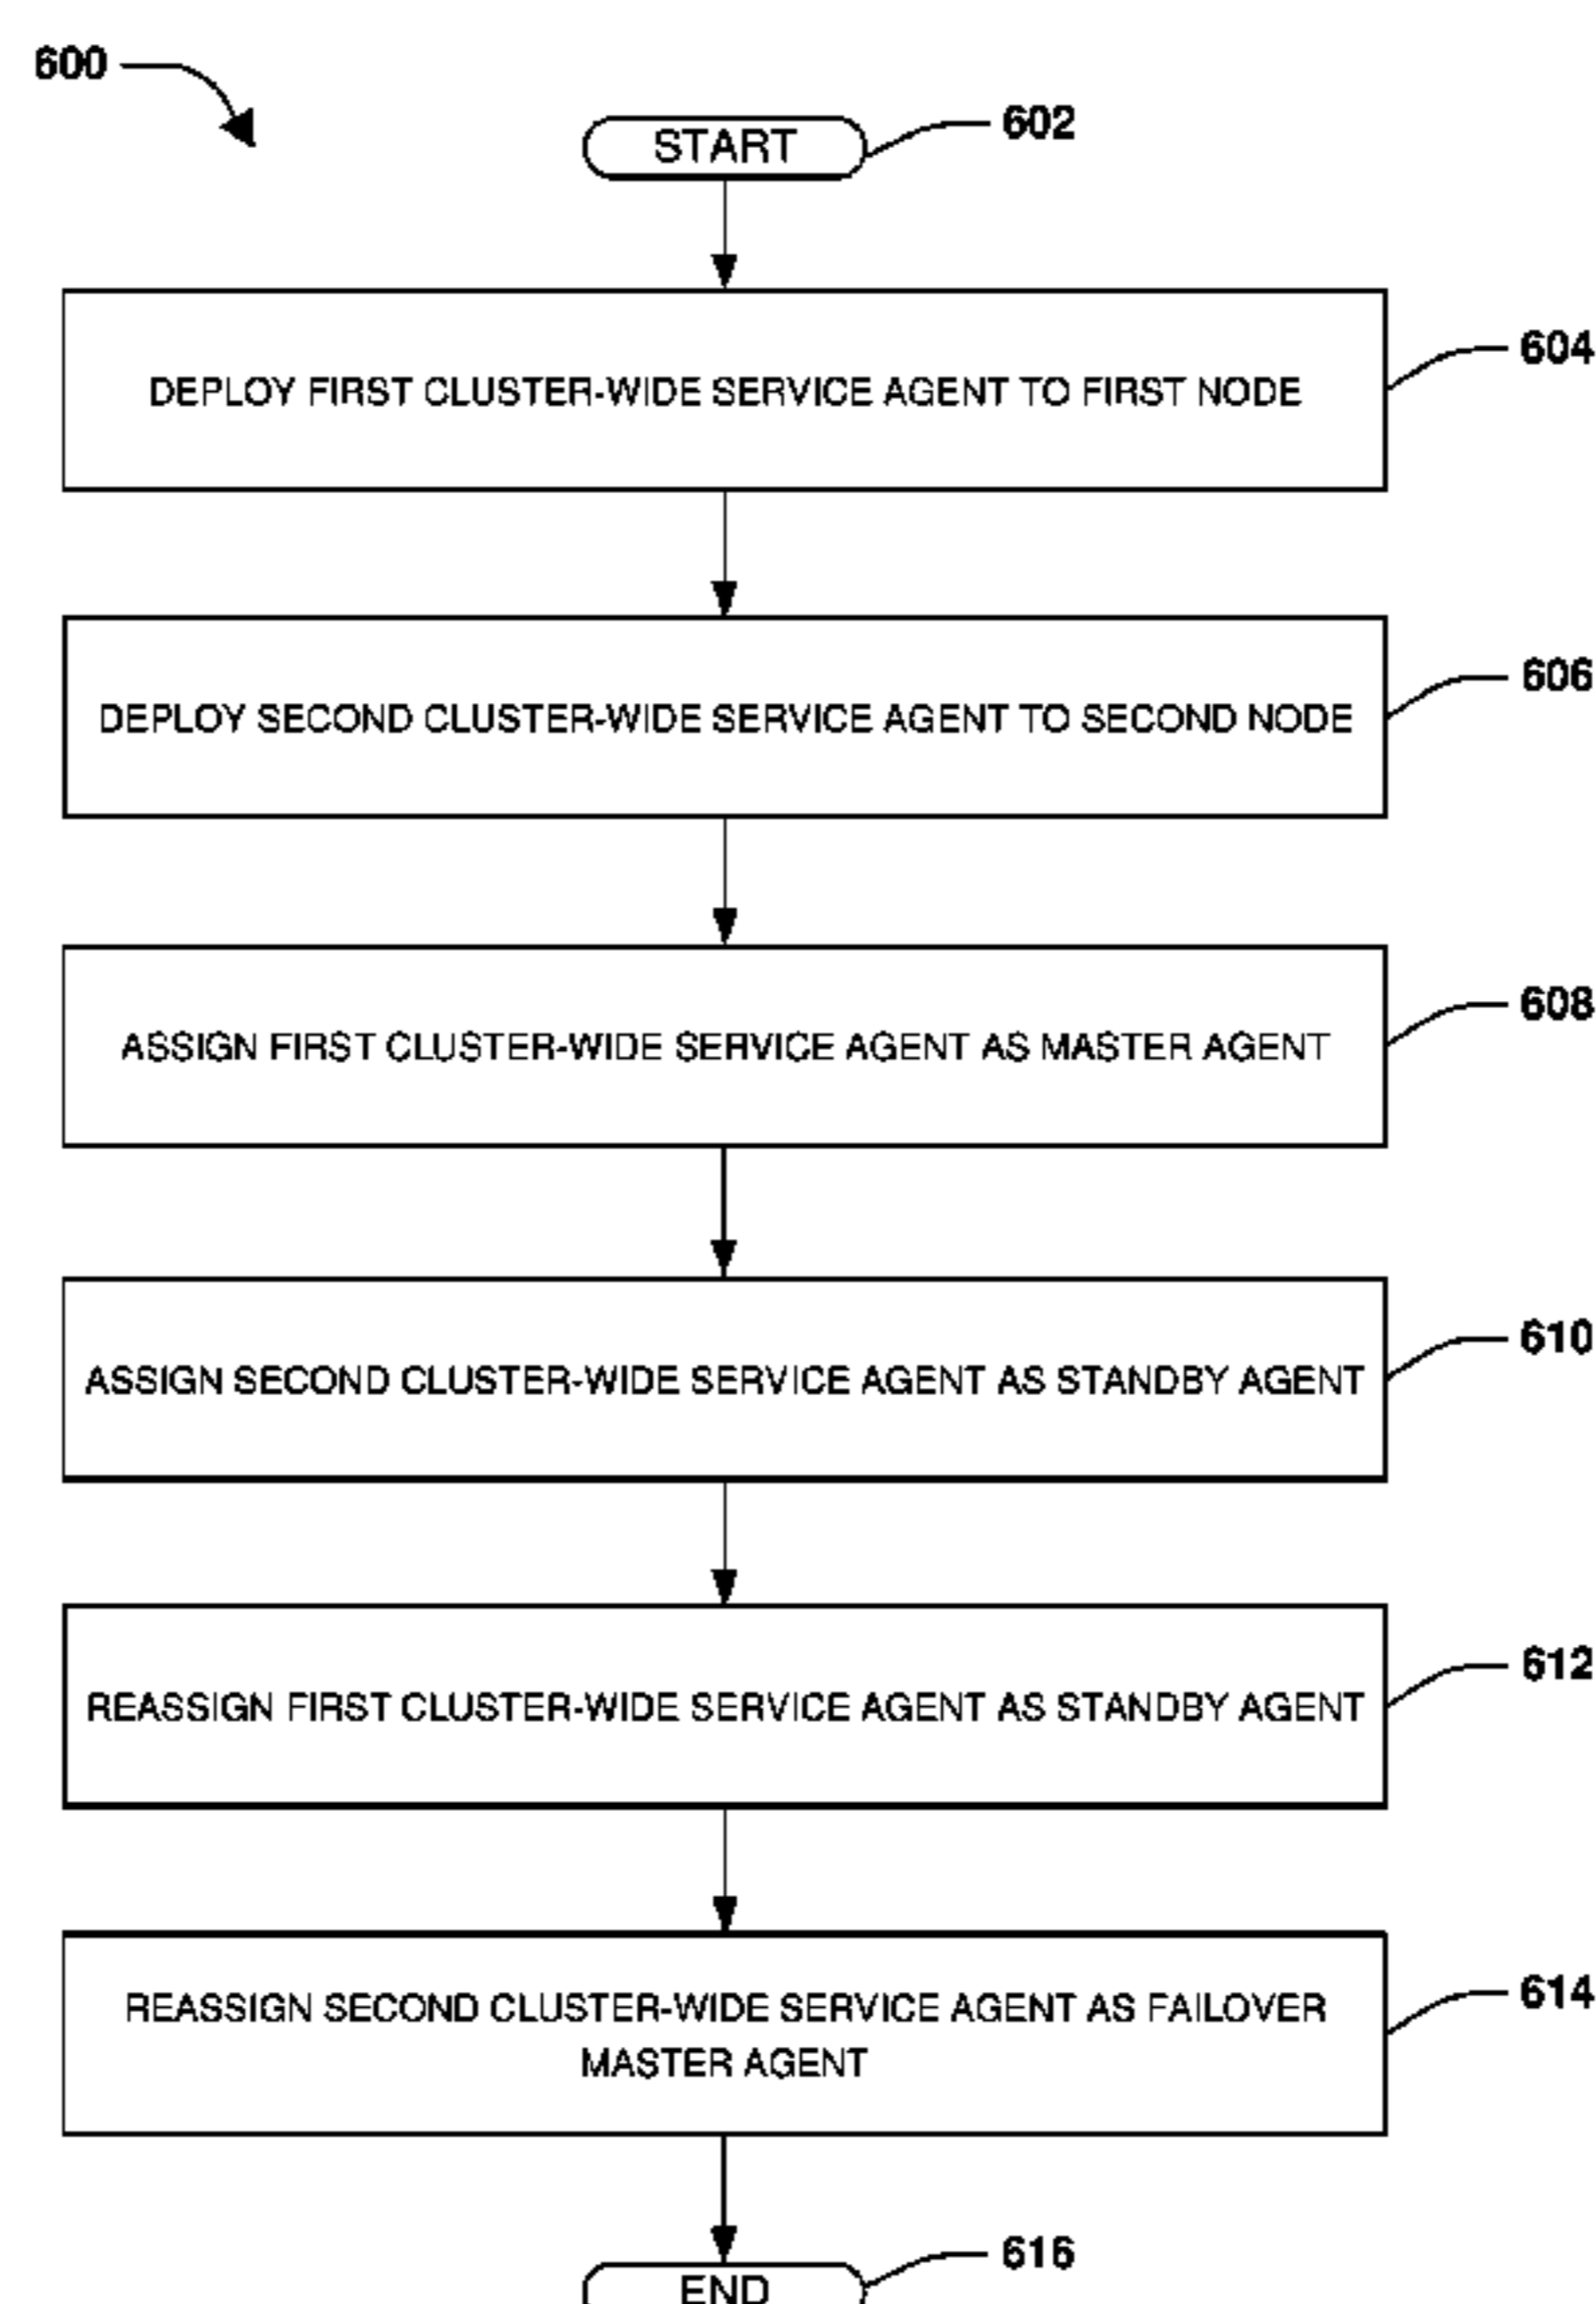 600
START
602
DEPLOY FIRST CLUSTER-WIDE SERVICE AGENT TO FIRST NODE
604
DEPLOY SECOND CLUSTER-WIDE SERVICE AGENT TO SECOND NODE
606
ASSIGN FIRST CLUSTER-WIDE SERVICE AGENT AS MASTER AGENT
608
ASSIGN SECOND CLUSTER-WIDE SERVICE AGENT AS STANDBY AGENT
610
REASSIGN FIRST CLUSTER-WIDE SERVICE AGENT AS STANDBY AGENT
612
REASSIGN SECOND CLUSTER-WIDE SERVICE AGENT AS FAILOVER
MASTER AGENT
614
END
616